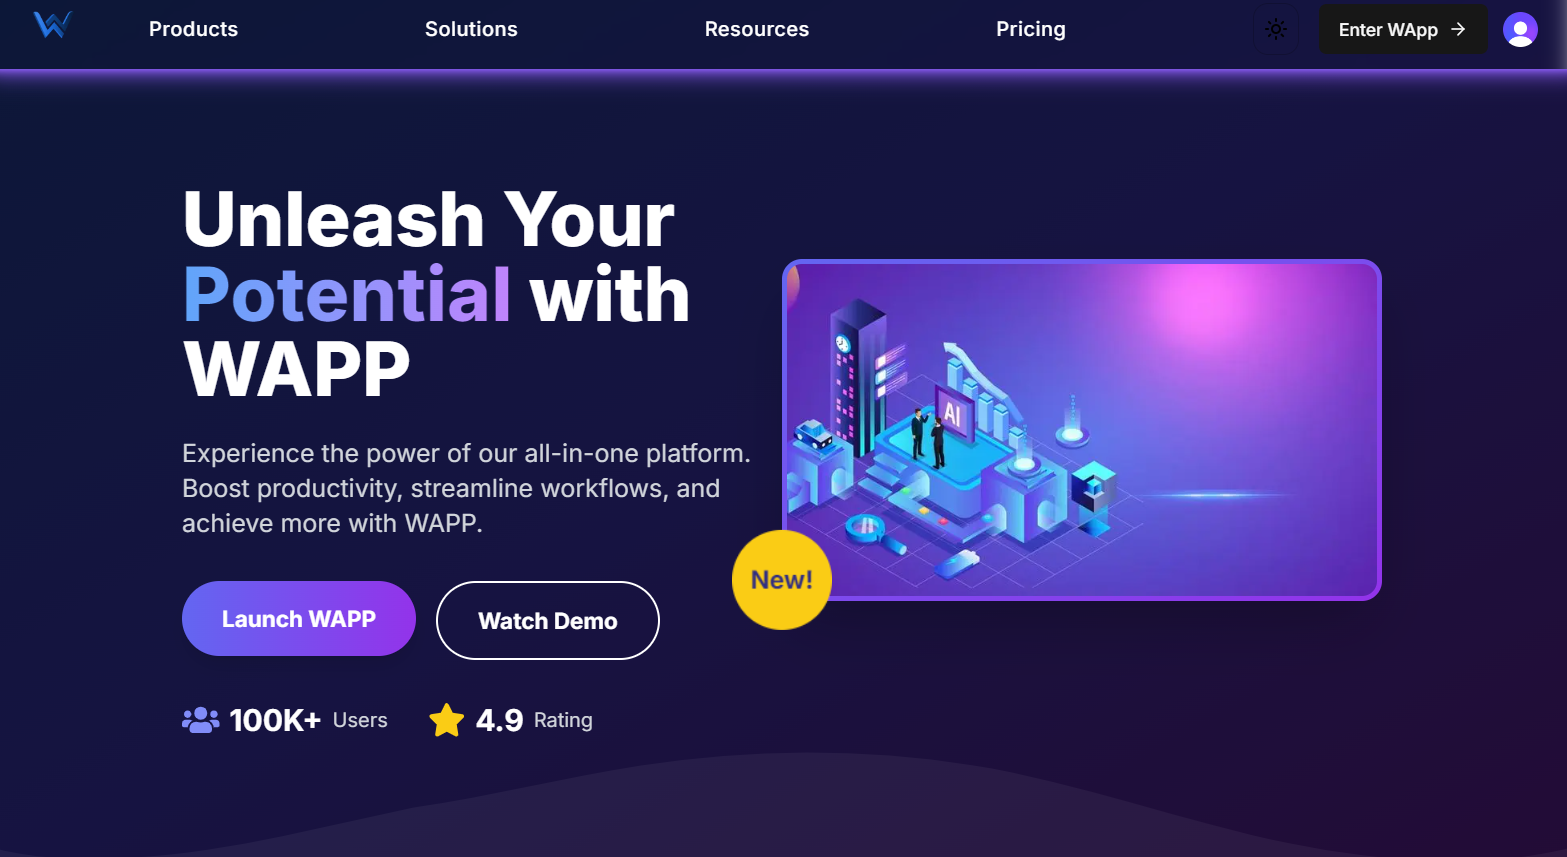 Products Solutions Resources Pricing Enter WApp
Unleash Your
Potential with
WAPP
Experience the power of our all-in-one platform.
Boost productivity, streamline workflows, and
achieve more with WAPP.
Launch WAPP Watch Demo
100K+ Users 4.9 Rating
AI
New!